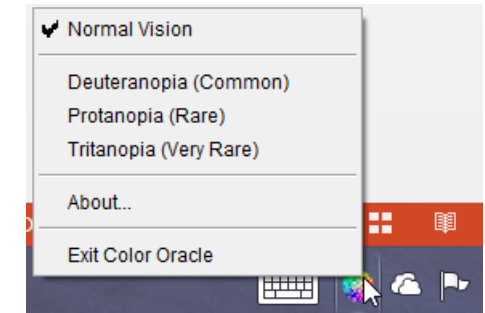 Normal Vision
Deuteranopia (Common)
Protanopia (Rare)
Tritanopia (Very Rare)
About...
Exit Color Oracle